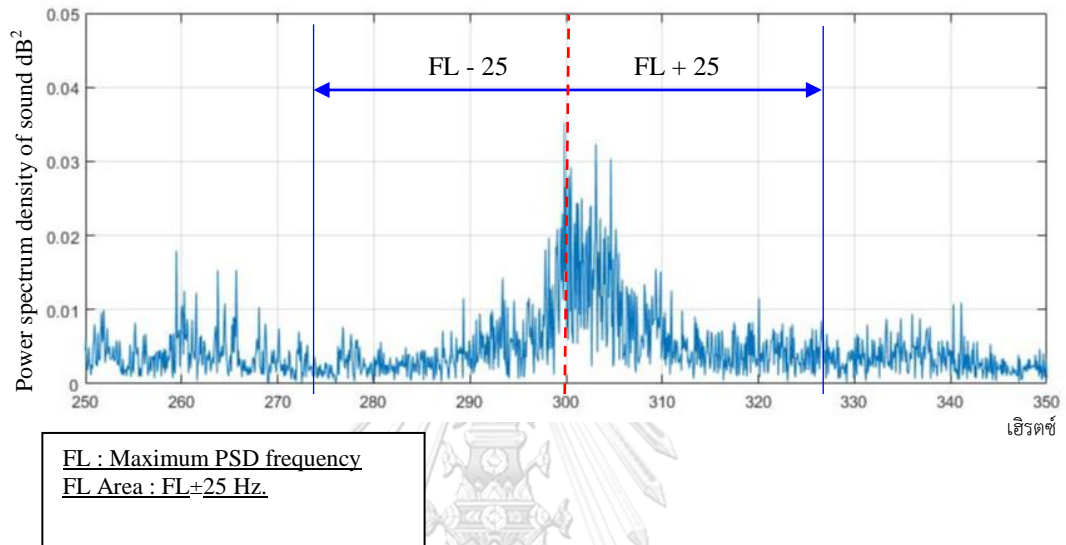 Power spectrum density of sound dB²
0.05
0.04
0.03
0.02
0.01
0
FL - 25
FL + 25
250 260 270 280 290 300 310 320 330 340 350
เฮิรตซ์
FL : Maximum PSD frequency
FL Area : FL±25 Hz.